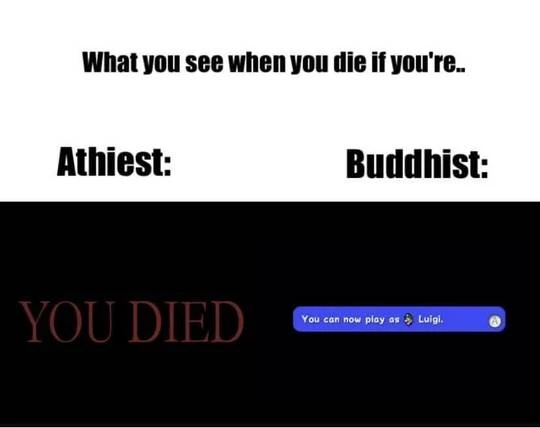 What you see when you die if you're..
Athiest:
Buddhist:
YOU DIED
You can now play as Luigi.
A